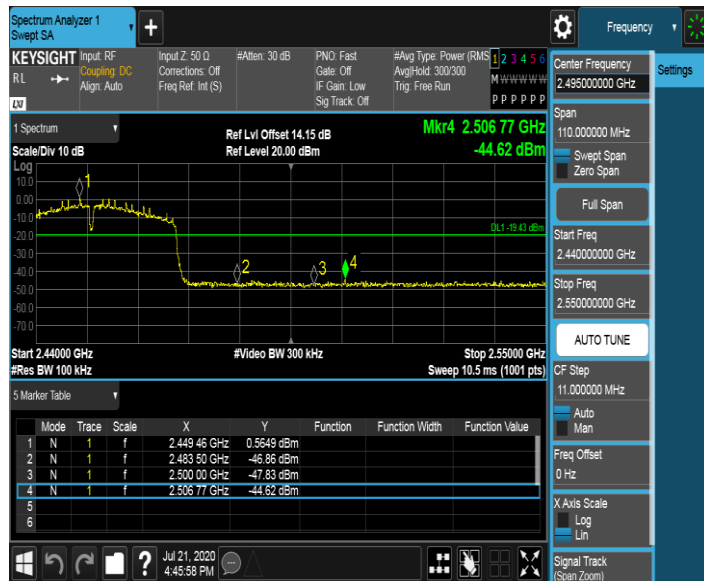 Spectrum Analyzer 1
Swept SA
+
Frequency
KEYSIGHT
RL
LXI
Input: RF
Coupling: DC
Align: Auto
Input Z: 50 Ω
Corrections: Off
Freq Ref: Int (S)
#Atten: 30 dB
PNO: Fast
Gate: Off
IF Gain: Low
Sig Track: Off
#Avg Type: Power (RMS
Avg|Hold: 300/300
Trig: Free Run
1 2 3 4 5 6
M W W W W W
P P P P P P
1 Spectrum
Scale/Div 10 dB
Ref Lvl Offset 14.15 dB
Ref Level 20.00 dBm
Mkr4 2.506 77 GHz
-44.62 dBm
Log
10.0
0.00
-10.0
-20.0
-30.0
-40.0
-50.0
-60.0
-70.0
1
2
3
4
DL1 -19.43 dBm
Start 2.44000 GHz
#Res BW 100 kHz
#Video BW 300 kHz
Stop 2.55000 GHz
Sweep 10.5 ms (1001 pts)
5 Marker Table
Mode Trace Scale X Y Function Function Width Function Value
1 N 1 f 2.449 46 GHz 0.5649 dBm
2 N 1 f 2.483 50 GHz -46.86 dBm
3 N 1 f 2.500 00 GHz -47.83 dBm
4 N 1 f 2.506 77 GHz -44.62 dBm
5
6
?
Jul 21, 2020
4:45:58 PM
Center Frequency
2.495000000 GHz
Settings
Span
110.000000 MHz
Swept Span
Zero Span
Full Span
Start Freq
2.440000000 GHz
Stop Freq
2.550000000 GHz
AUTO TUNE
CF Step
11.000000 MHz
Auto
Man
Freq Offset
0 Hz
X Axis Scale
Log
Lin
Signal Track
(Span Zoom)